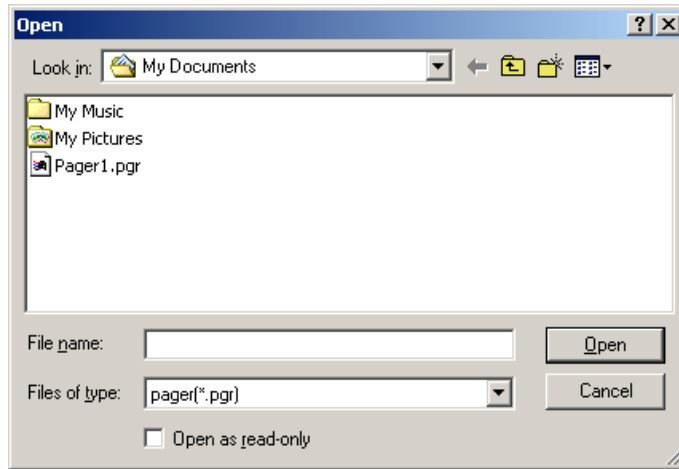 Open
Look in: My Documents
My Music
My Pictures
Pager1.pgr
File name: Open
Files of type: pager(*.pgr) Cancel
Open as read-only